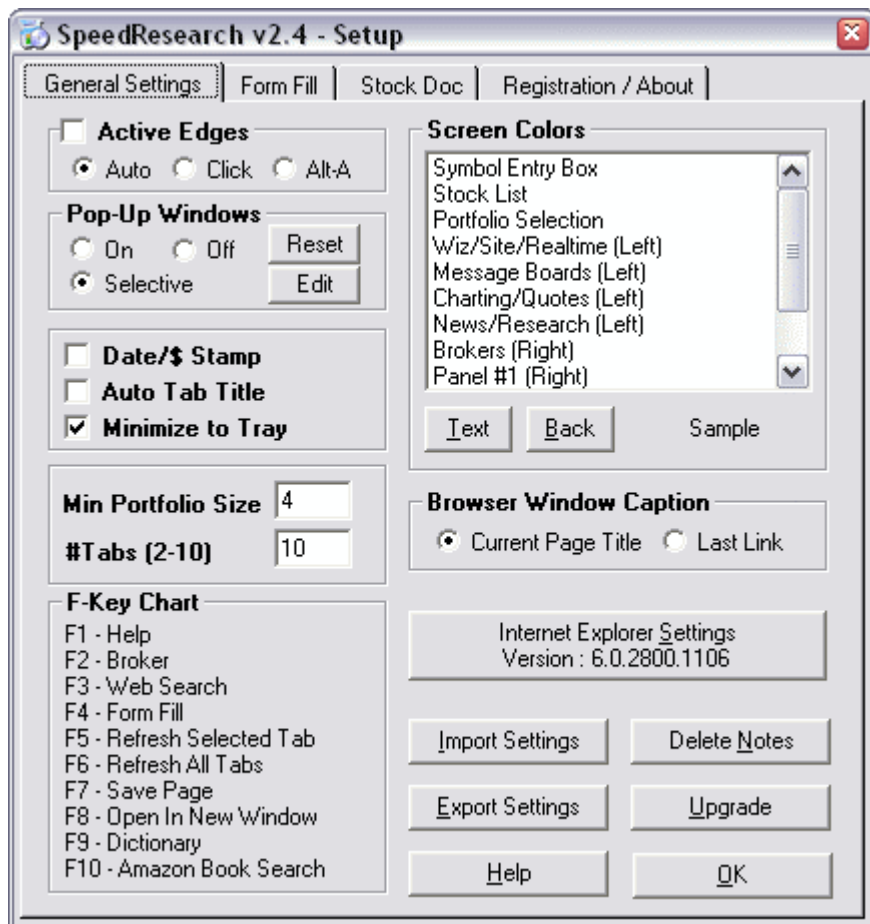 SpeedResearch v2.4 - Setup
General Settings
Form Fill
Stock Doc
Registration / About
Active Edges
Auto
Click
Alt-A
Pop-Up Windows
On
Off
Reset
Selective
Edit
Date/$ Stamp
Auto Tab Title
Minimize to Tray
Min Portfolio Size
4
#Tabs (2-10)
10
F-Key Chart
F1 - Help
F2 - Broker
F3 - Web Search
F4 - Form Fill
F5 - Refresh Selected Tab
F6 - Refresh All Tabs
F7 - Save Page
F8 - Open In New Window
F9 - Dictionary
F10 - Amazon Book Search
Screen Colors
Symbol Entry Box
Stock List
Portfolio Selection
Wiz/Site/Realtime (Left)
Message Boards (Left)
Charting/Quotes (Left)
News/Research (Left)
Brokers (Right)
Panel #1 (Right)
Text
Back
Sample
Browser Window Caption
Current Page Title
Last Link
Internet Explorer Settings
Version : 6.0.2800.1106
Import Settings
Delete Notes
Export Settings
Upgrade
Help
OK